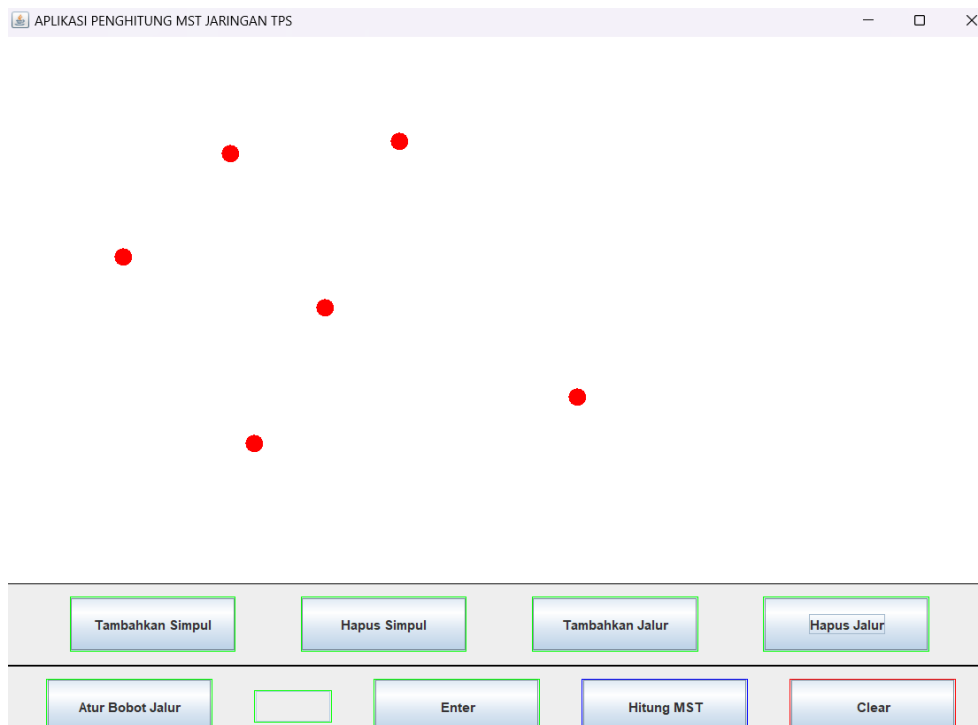 APLIKASI PENGHITUNG MST JARINGAN TPS
Tambahkan Simpul
Hapus Simpul
Tambahkan Jalur
Hapus Jalur
Atur Bobot Jalur
Enter
Hitung MST
Clear